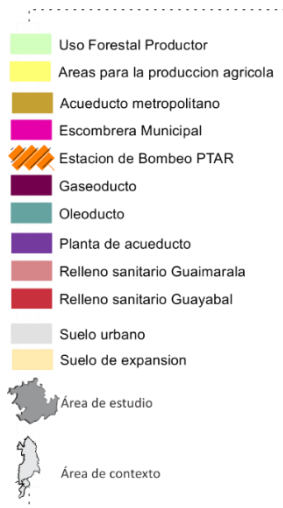 Uso Forestal Productor
Areas para la produccion agricola
Acueducto metropolitano
Escombrera Municipal
Estacion de Bombeo PTAR
Gaseoducto
Oleoducto
Planta de acueducto
Relleno sanitario Guaimarala
Relleno sanitario Guayabal
Suelo urbano
Suelo de expansion
Área de estudio
Área de contexto